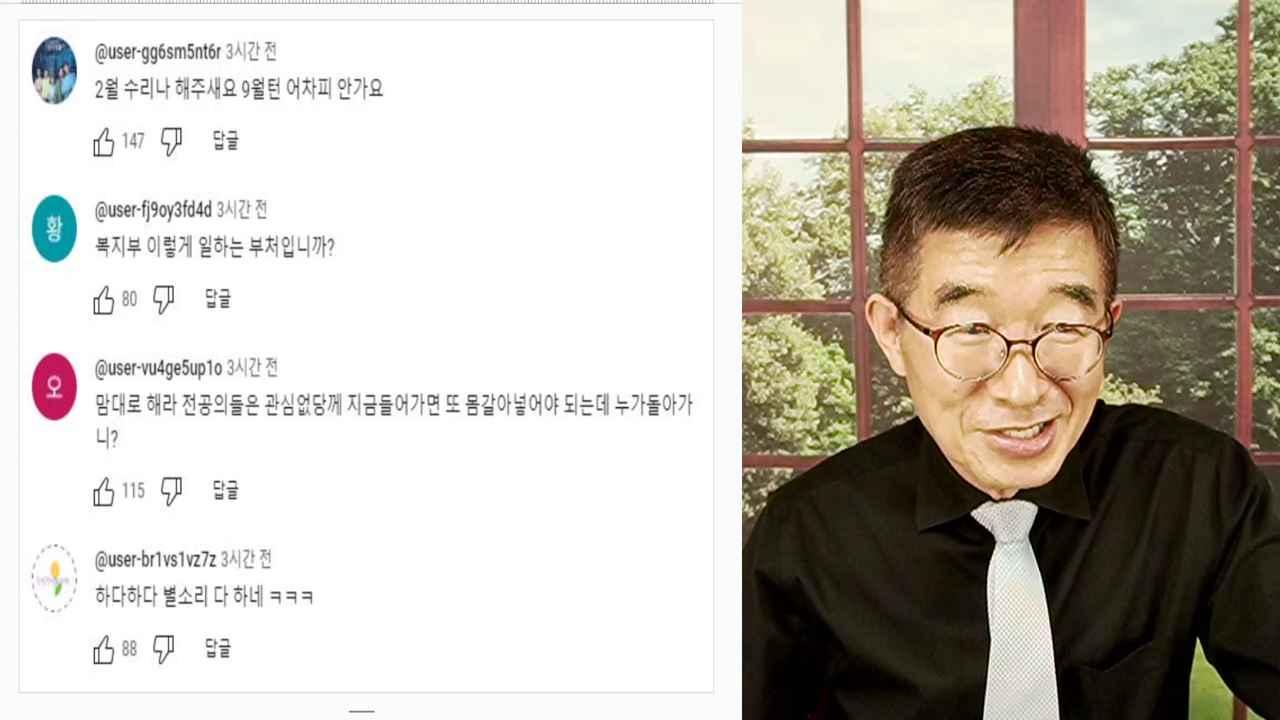 @user-gg6sm5nt6r 3시간 전
2월 수리나 해주새요 9월턴 어차피 안가요
147 답글
황
@user-fj9oy3fd4d 3시간 전
복지부 이렇게 일하는 부처입니까?
80 답글
오
@user-vu4ge5up1o 3시간 전
맘대로 해라 전공의들은 관심없당께 지금들어가면 또 몸갈아넣어야 되는데 누가돌아가
니?
115 답글
@user-br1vs1vz7z 3시간 전
하다하다 별소리 다 하네 ㅋㅋㅋ
88 답글